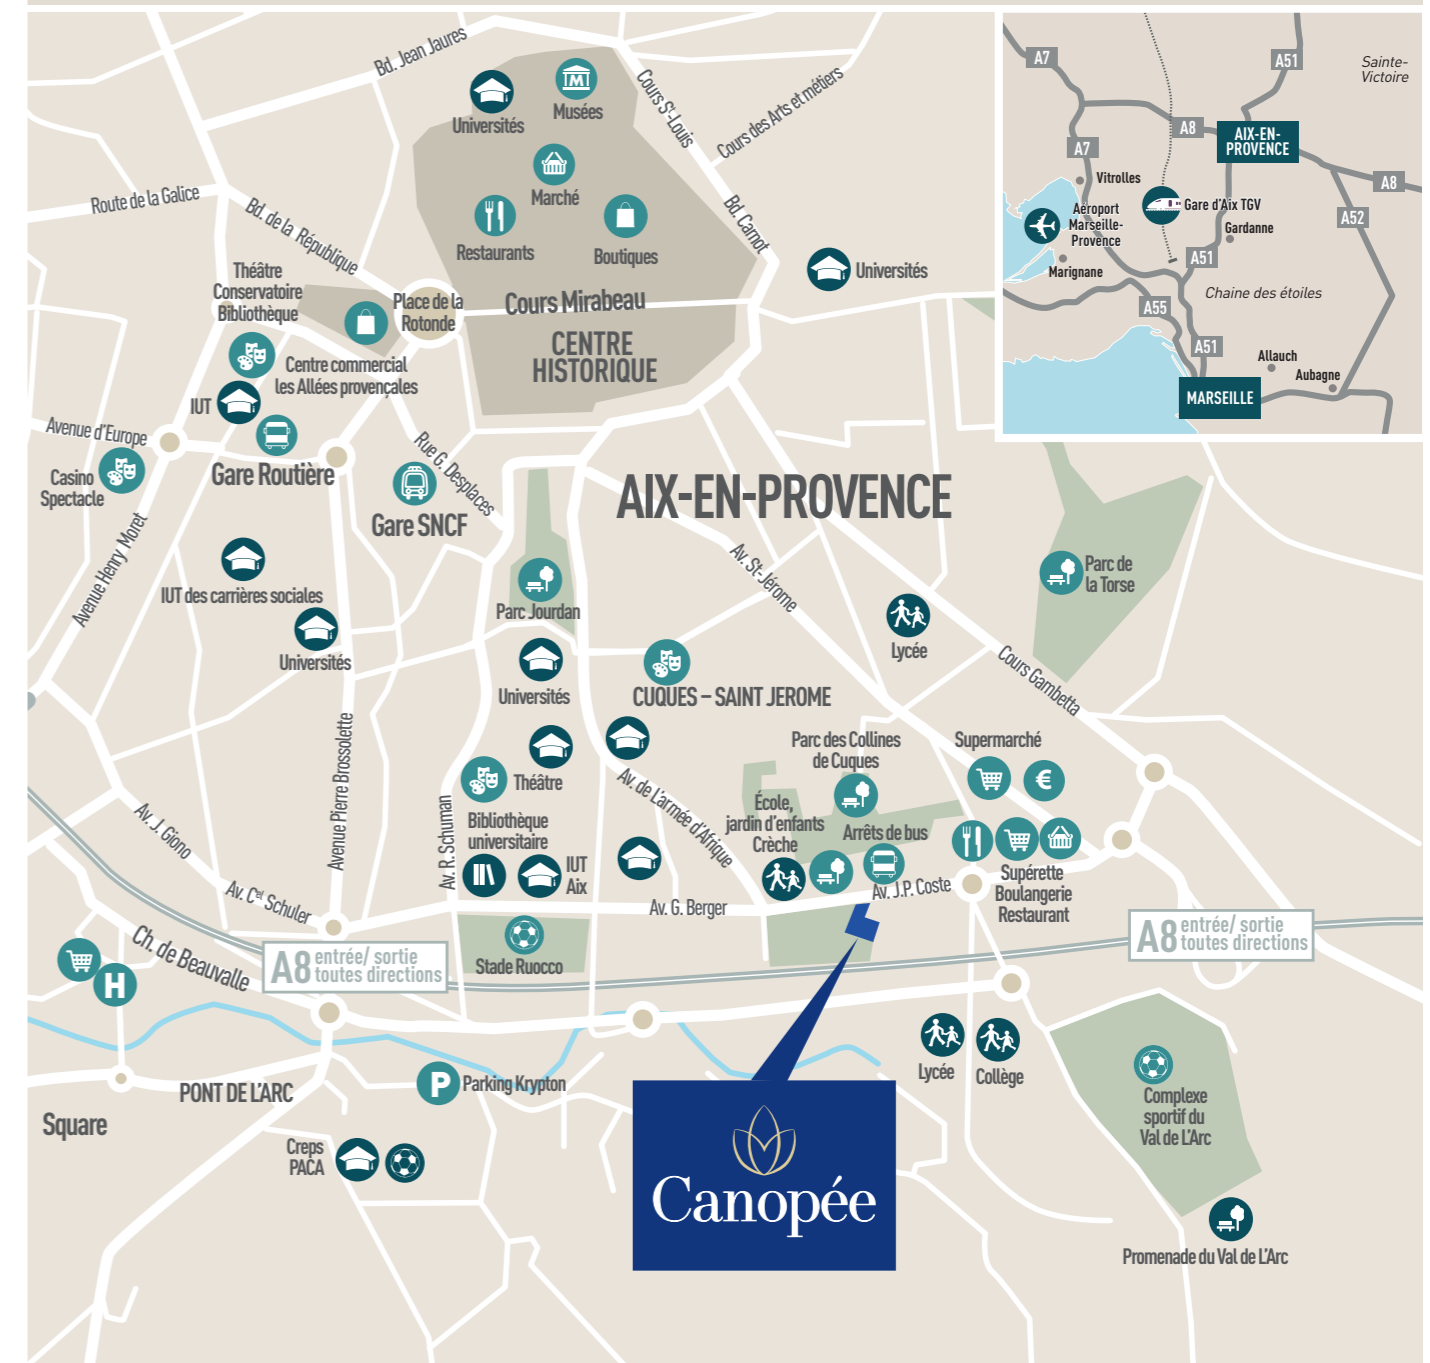 Bd. Jean Jaures
Universités
M
Musées
Cours St-Louis
Cours des Arts et métiers
Marché
Route de la Galice
Bd. de la République
Restaurants
Boutiques
Bd. Carnot
Universités
Théâtre
Conservatoire
Bibliothèque
Place de la
Rotonde
Cours Mirabeau
CENTRE
HISTORIQUE
Centre commercial
les Allées provençales
IUT
Avenue d'Europe
Casino
Spectacle
Gare Routière
Rue G. Desplaces
Gare SNCF
AIX-EN-PROVENCE
Avenue Henry Moret
IUT des carrières sociales
Universités
Parc Jourdan
Universités
Av. St-Jérome
Lycée
Parc de
la Torse
Cours Gambetta
CUQUES – SAINT JEROME
Avenue Pierre Brossolette
Théâtre
Bibliothèque
universitaire
IUT
Aix
Av. R. Schuman
Av. de L'armée d'Afrique
Parc des Collines
de Cuques
Supermarché
€
École,
jardin d'enfants
Crèche
Arrêts de bus
Supérette
Boulangerie
Restaurant
Av. J.P. Coste
Av. G. Berger
Av. J. Giono
Av. Cel Schuler
Ch. de Beauvalle
H
A8 entrée/ sortie
toutes directions
Stade Ruocco
A8 entrée/ sortie
toutes directions
PONT DE L'ARC
Square
P
Parking Krypton
Creps
PACA
Lycée
Collège
Complexe
sportif du
Val de L'Arc
Promenade du Val de L'Arc
Canopée
A7
A51
Sainte-
Victoire
A8
AIX-EN-
PROVENCE
A7
Vitrolles
A8
Aéroport
Marseille-
Provence
Gare d'Aix TGV
A52
Gardanne
Marignane
A51
Chaine des étoiles
A55
A51
Allauch
Aubagne
MARSEILLE